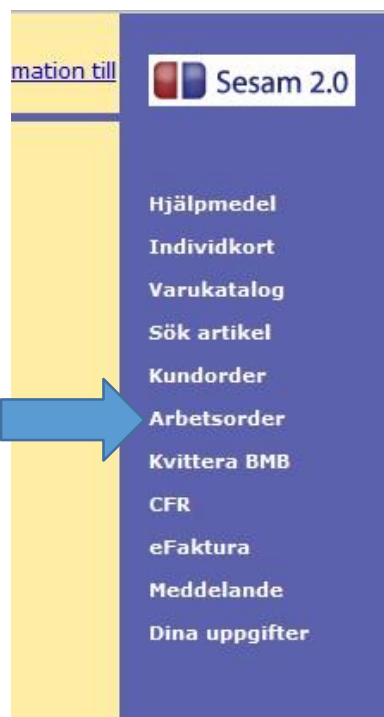 mation till
Sesam 2.0
Hjälpmedel
Individkort
Varukatalog
Sök artikel
Kundorder
Arbetsorder
Kvittera BMB
CFR
eFaktura
Meddelande
Dina uppgifter